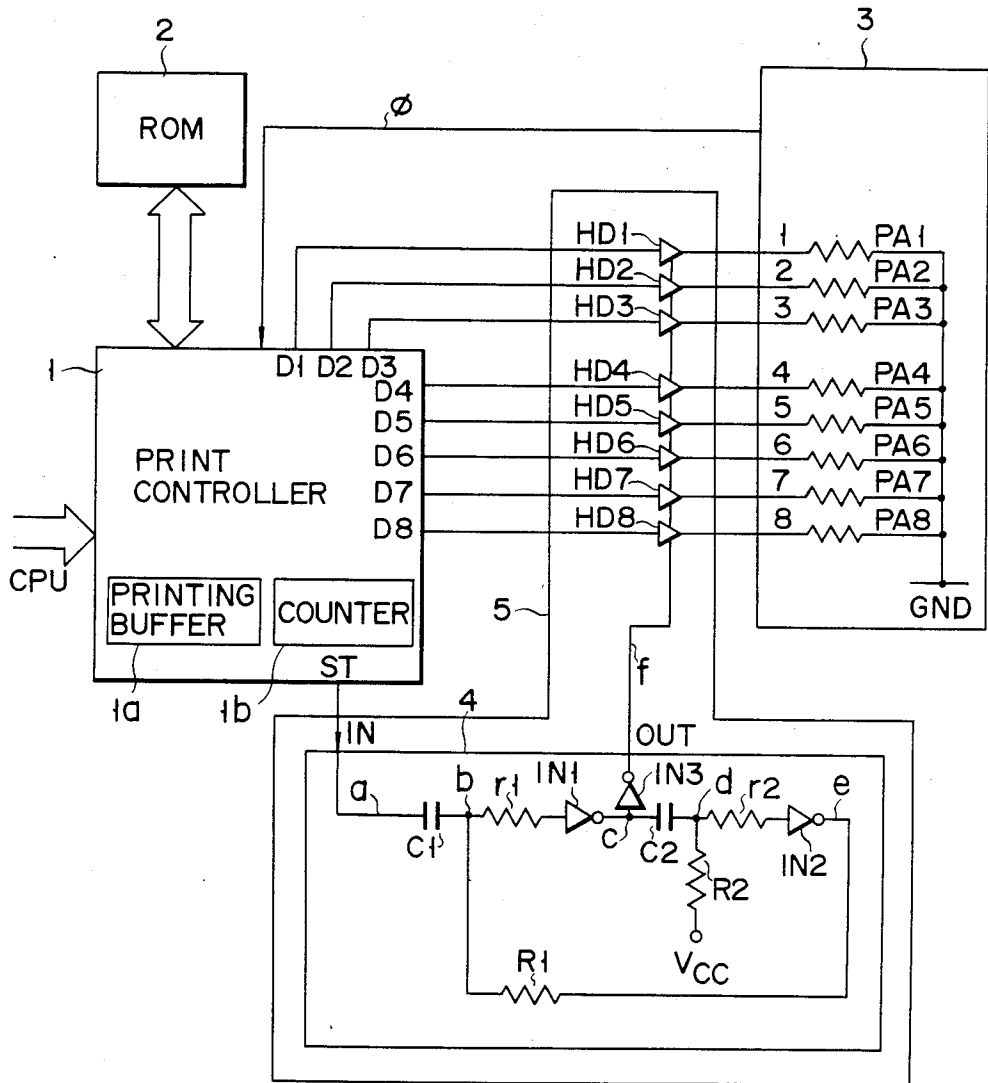 2
3
ROM
Ø
HD1
1
PA1
HD2
2
PA2
HD3
3
PA3
1
D1 D2 D3
D4
HD4
4
PA4
D5
HD5
5
PA5
D6
HD6
6
PA6
PRINT
CONTROLLER
D7
HD7
7
PA7
D8
HD8
8
PA8
CPU
PRINTING
BUFFER
COUNTER
5
GND
ST
f
1a
1b
4
IN
OUT
a
b
r1
IN1
IN3
d
r2
e
C1
c
C2
IN2
R2
VCC
R1